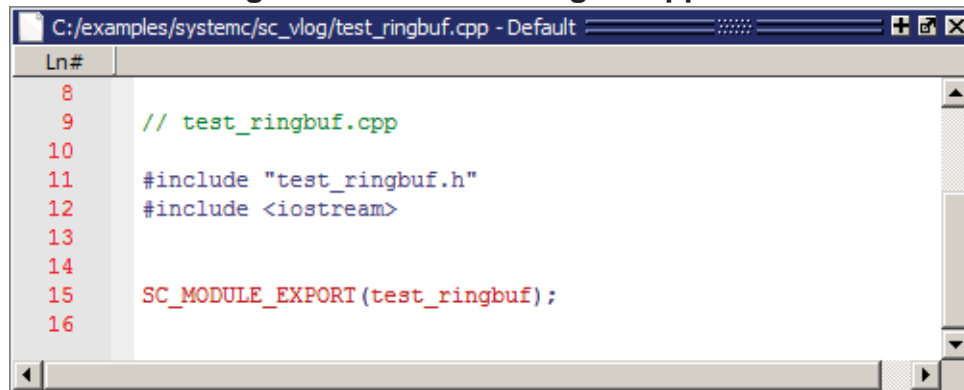 C:/examples/systemc/sc_vlog/test_ringbuf.cpp - Default
Ln#
8
9 // test_ringbuf.cpp
10
11 #include "test_ringbuf.h"
12 #include <iostream>
13
14
15 SC_MODULE_EXPORT(test_ringbuf);
16